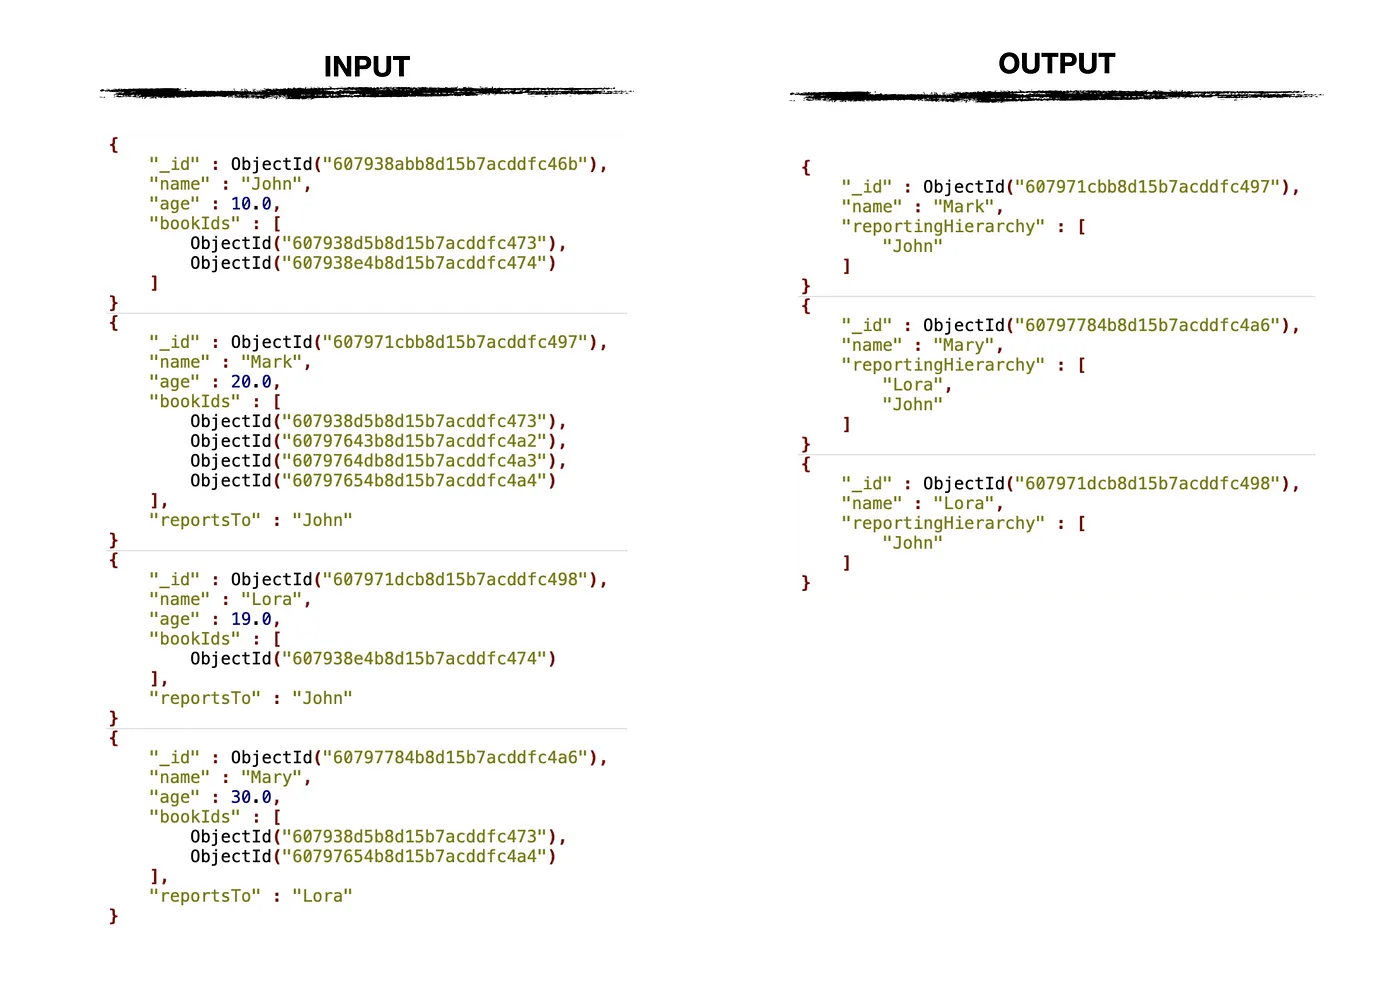 INPUT
{
    "_id" : ObjectId("607938abb8d15b7acddfc46b"),
    "name" : "John",
    "age" : 10.0,
    "bookIds" : [
        ObjectId("607938d5b8d15b7acddfc473"),
        ObjectId("607938e4b8d15b7acddfc474")
    ]
}
{
    "_id" : ObjectId("607971cbb8d15b7acddfc497"),
    "name" : "Mark",
    "age" : 20.0,
    "bookIds" : [
        ObjectId("607938d5b8d15b7acddfc473"),
        ObjectId("60797643b8d15b7acddfc4a2"),
        ObjectId("6079764db8d15b7acddfc4a3"),
        ObjectId("60797654b8d15b7acddfc4a4")
    ],
    "reportsTo" : "John"
}
{
    "_id" : ObjectId("607971dcb8d15b7acddfc498"),
    "name" : "Lora",
    "age" : 19.0,
    "bookIds" : [
        ObjectId("607938e4b8d15b7acddfc474")
    ],
    "reportsTo" : "John"
}
{
    "_id" : ObjectId("60797784b8d15b7acddfc4a6"),
    "name" : "Mary",
    "age" : 30.0,
    "bookIds" : [
        ObjectId("607938d5b8d15b7acddfc473"),
        ObjectId("60797654b8d15b7acddfc4a4")
    ],
    "reportsTo" : "Lora"
}
OUTPUT
{
    "_id" : ObjectId("607971cbb8d15b7acddfc497"),
    "name" : "Mark",
    "reportingHierarchy" : [
        "John"
    ]
}
{
    "_id" : ObjectId("60797784b8d15b7acddfc4a6"),
    "name" : "Mary",
    "reportingHierarchy" : [
        "Lora",
        "John"
    ]
}
{
    "_id" : ObjectId("607971dcb8d15b7acddfc498"),
    "name" : "Lora",
    "reportingHierarchy" : [
        "John"
    ]
}